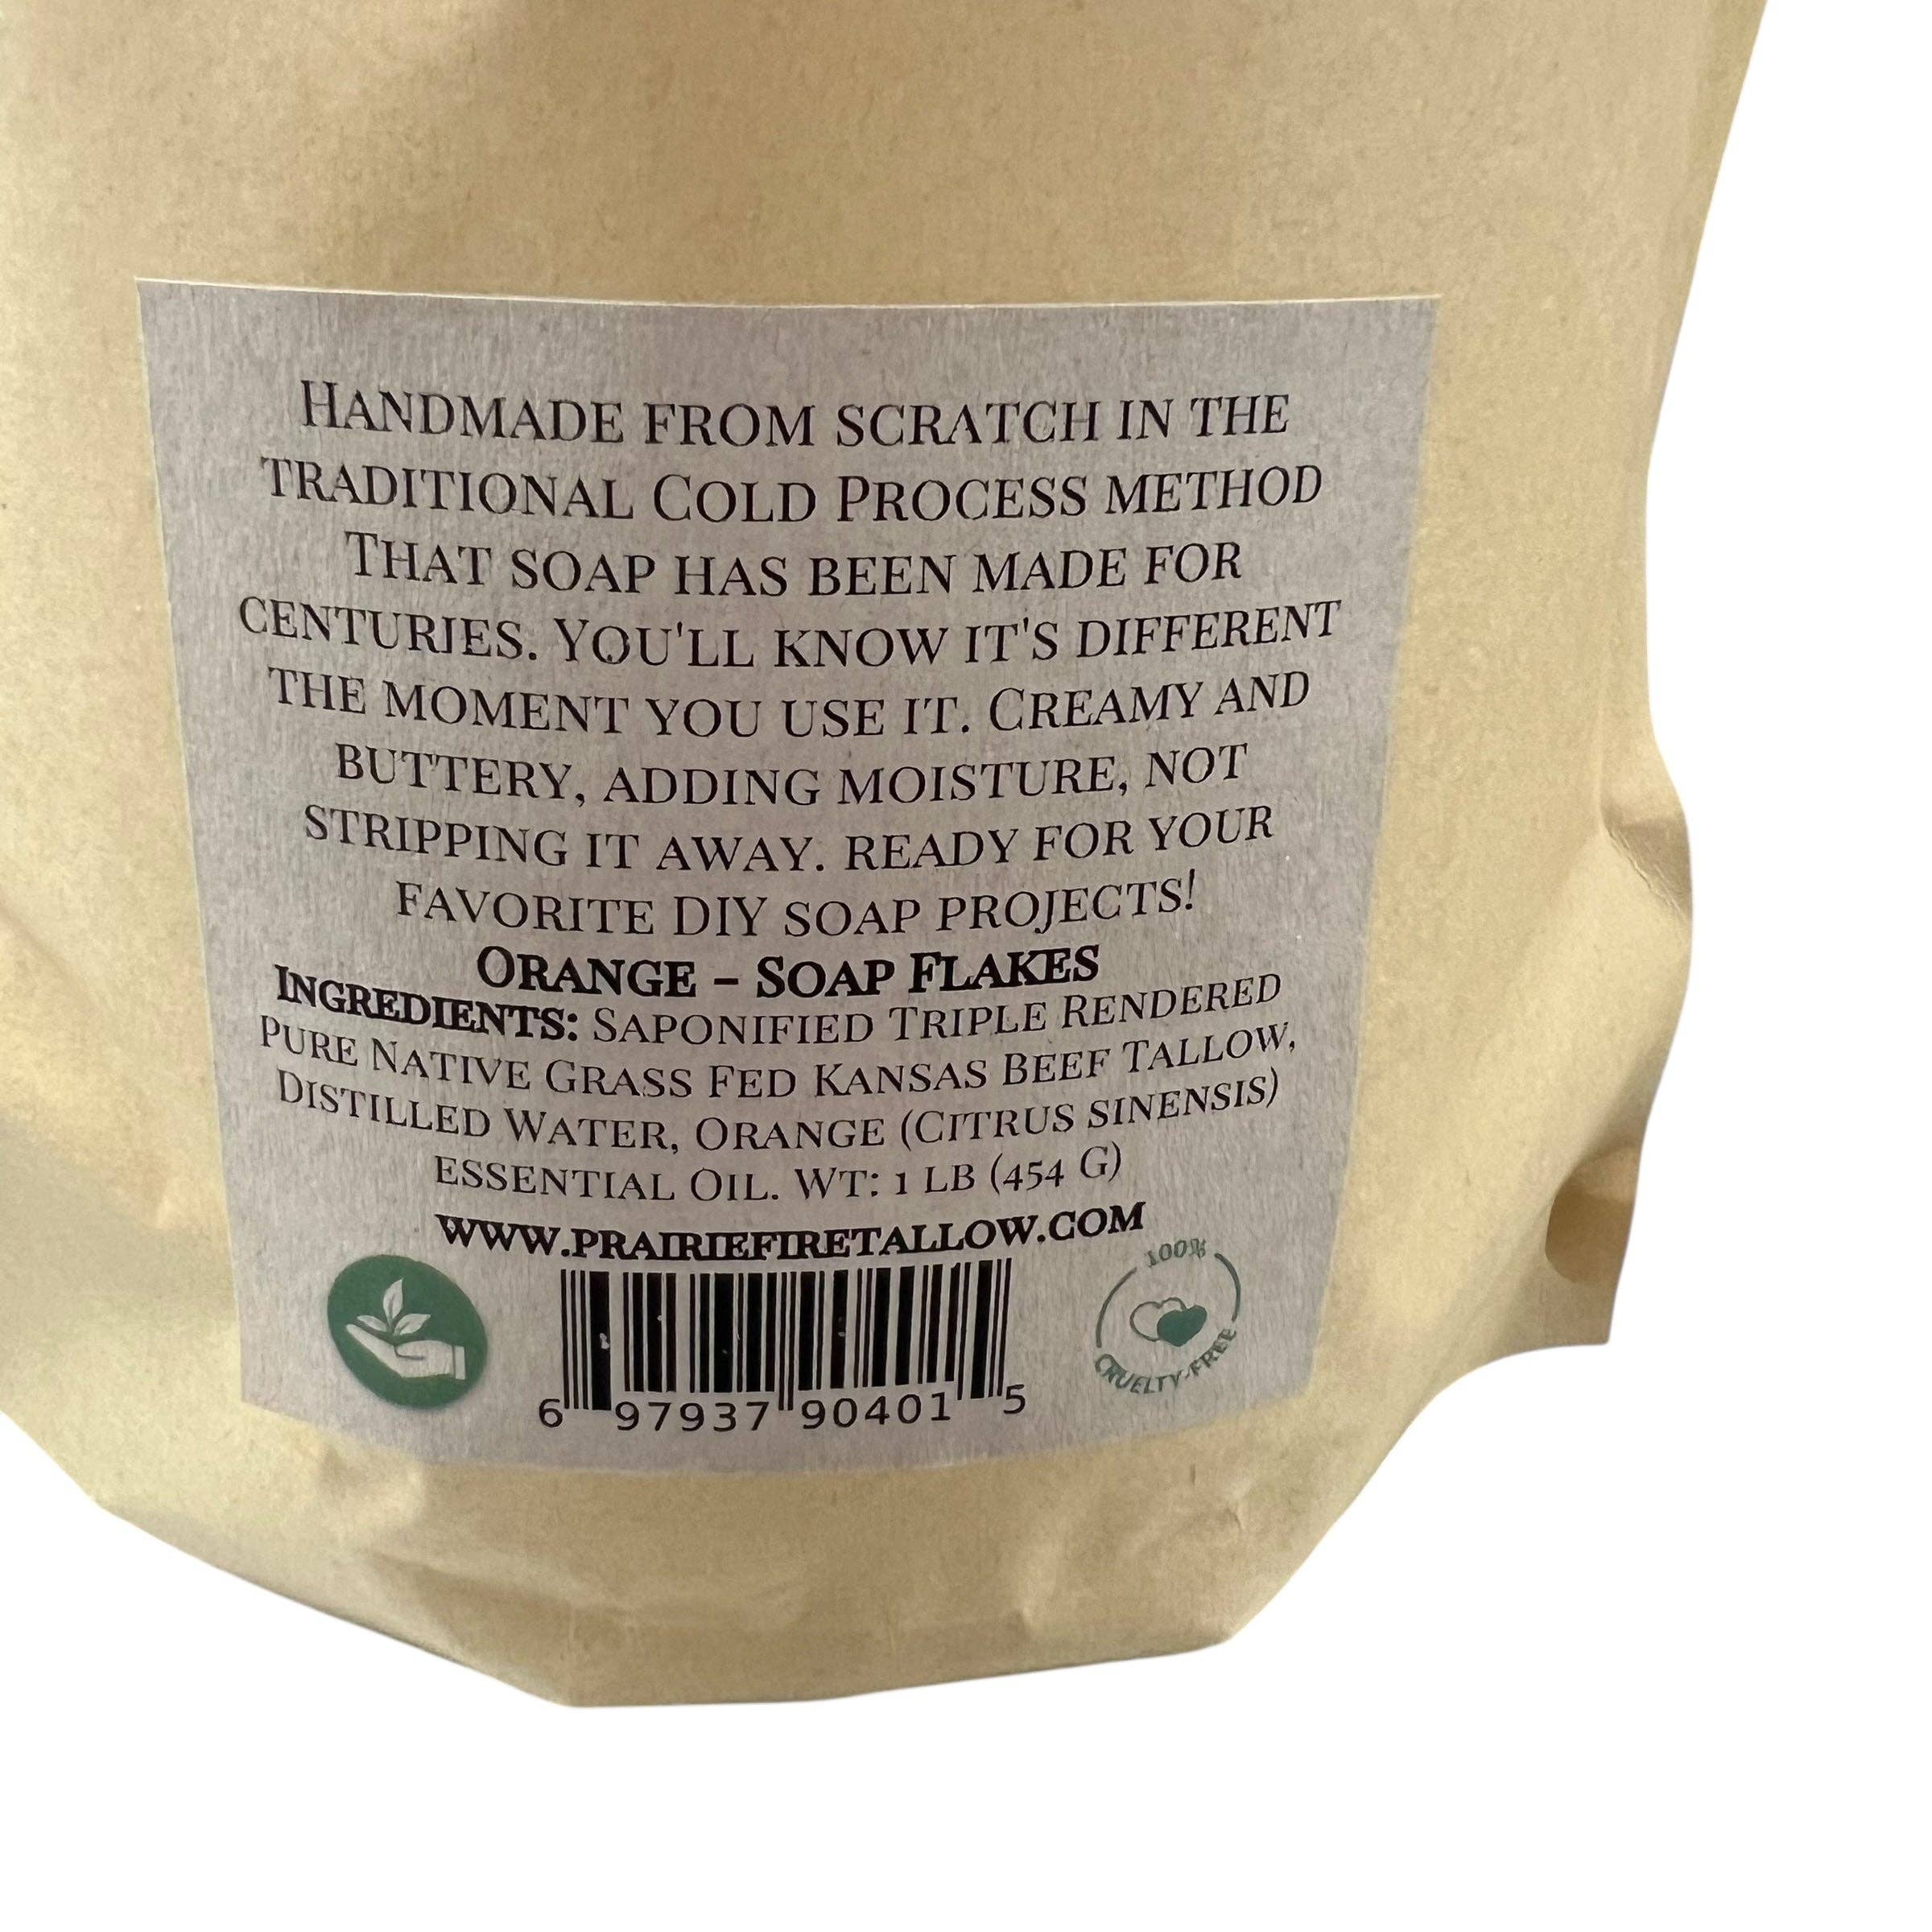 Handmade from scratch in the
traditional Cold Process method
That soap has been made for
centuries. You'll know it's different
the moment you use it. Creamy and
buttery, adding moisture, not
stripping it away. Ready for your
favorite DIY soap projects!
Orange – Soap Flakes
Ingredients: Saponified Triple Rendered
Pure Native Grass Fed Kansas Beef Tallow,
Distilled Water, Orange (Citrus sinensis)
essential Oil. Wt: 1 lb (454 g)
www.prairiefiretallow.com
100%
CRUELTY-FREE
6 97937 90401 5